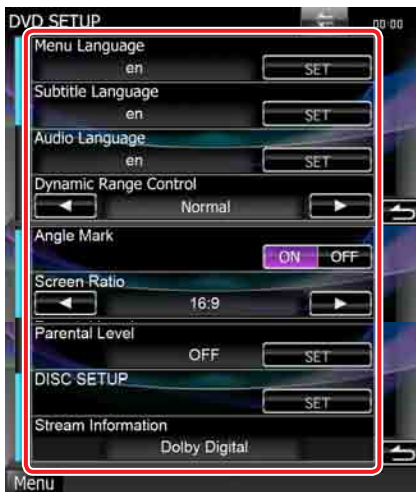 DVD SETUP 00:00
Menu Language
en SET
Subtitle Language
en SET
Audio Language
en SET
Dynamic Range Control
Normal
Angle Mark
ON OFF
Screen Ratio
16:9
Parental Level
OFF SET
DISC SETUP
SET
Stream Information
Dolby Digital
Menu